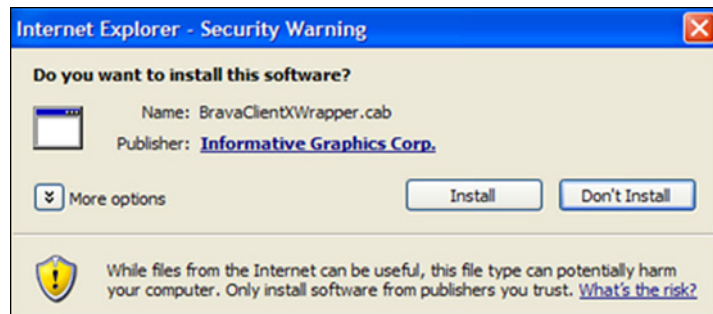 Internet Explorer - Security Warning
Do you want to install this software?
Name: BravaClientXWrapper.cab
Publisher: Informative Graphics Corp.
More options
Install
Don't Install
While files from the Internet can be useful, this file type can potentially harm
your computer. Only install software from publishers you trust. What's the risk?